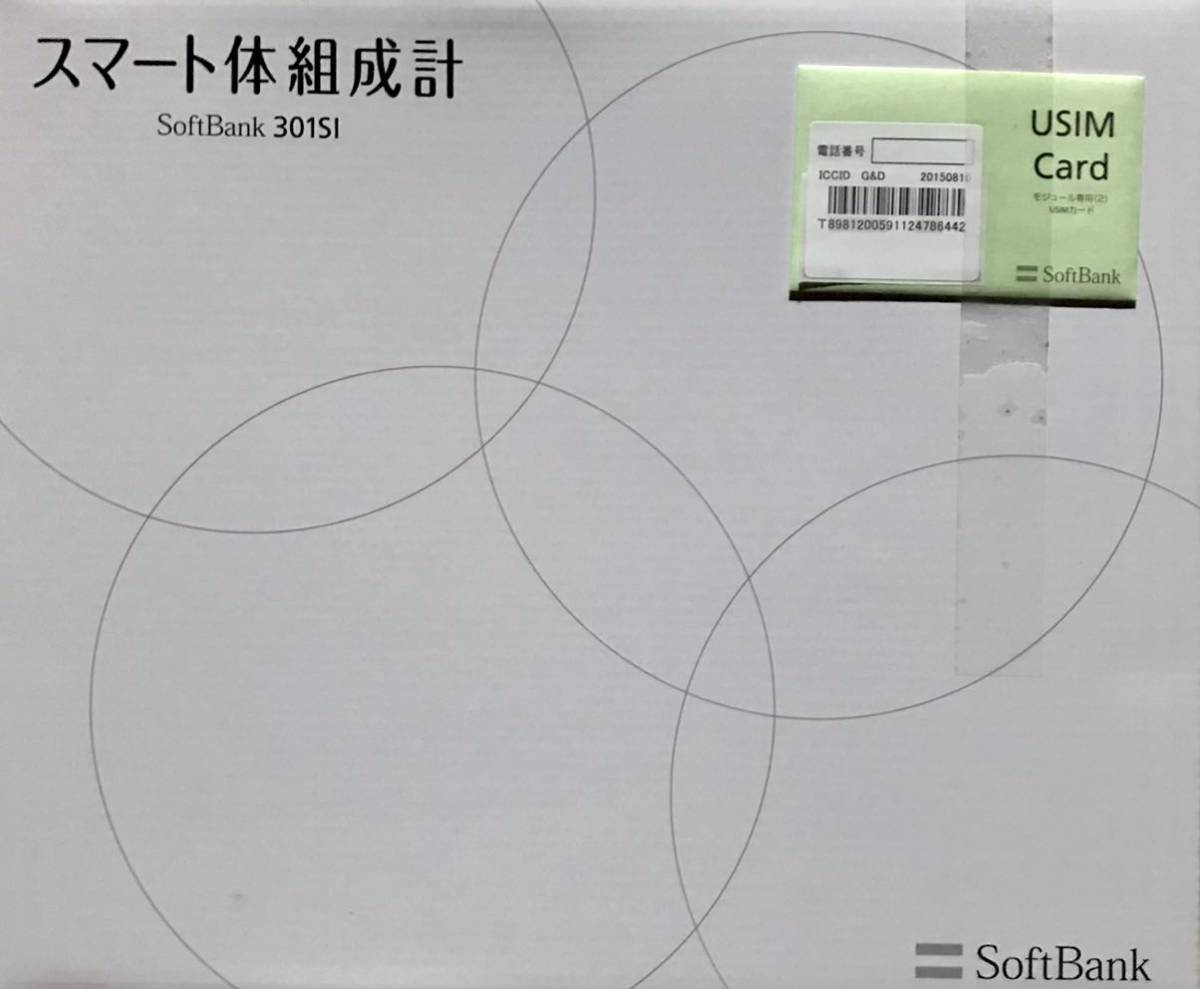 スマート体組成計
SoftBank 301SI
USIM
Card
モジュール専用(2)
USIMカード
電話番号
ICCID G&D 2015081
T8981200591124786442
SoftBank
SoftBank